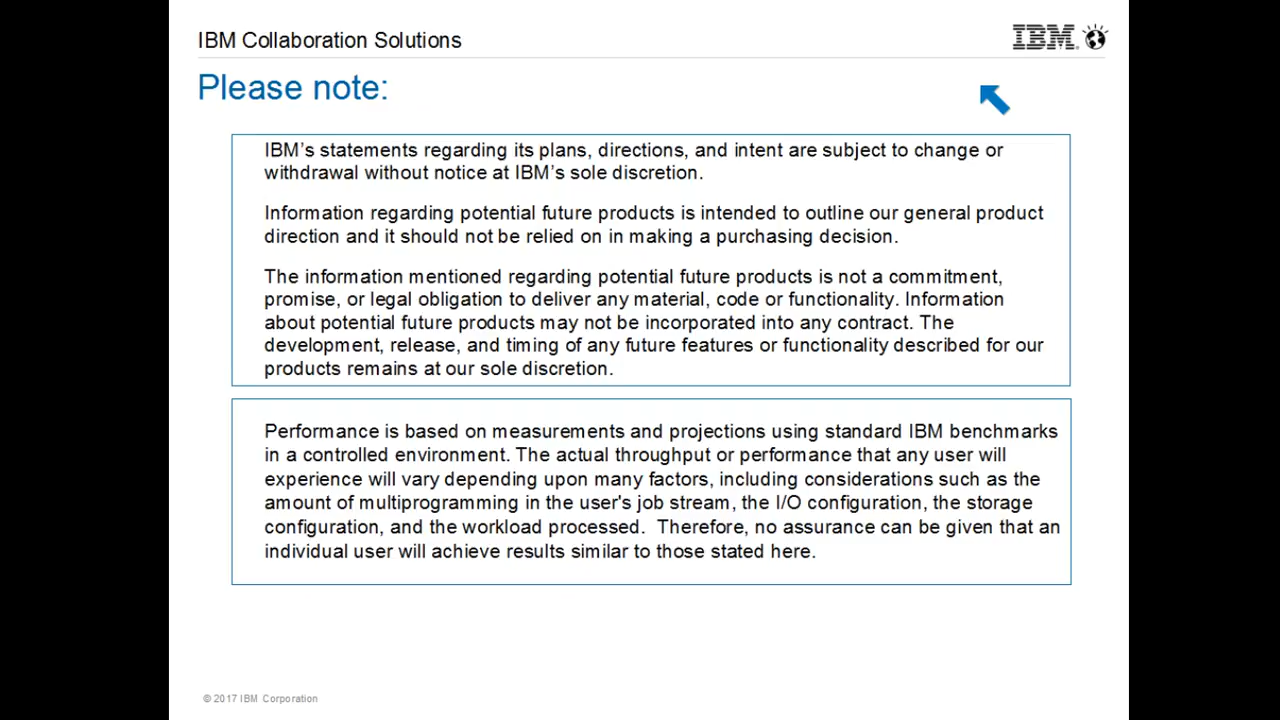 IBM Collaboration Solutions
IBM
Please note:
IBM’s statements regarding its plans, directions, and intent are subject to change or
withdrawal without notice at IBM’s sole discretion.
Information regarding potential future products is intended to outline our general product
direction and it should not be relied on in making a purchasing decision.
The information mentioned regarding potential future products is not a commitment,
promise, or legal obligation to deliver any material, code or functionality. Information
about potential future products may not be incorporated into any contract. The
development, release, and timing of any future features or functionality described for our
products remains at our sole discretion.
Performance is based on measurements and projections using standard IBM benchmarks
in a controlled environment. The actual throughput or performance that any user will
experience will vary depending upon many factors, including considerations such as the
amount of multiprogramming in the user's job stream, the I/O configuration, the storage
configuration, and the workload processed.  Therefore, no assurance can be given that an
individual user will achieve results similar to those stated here.
© 2017 IBM Corporation